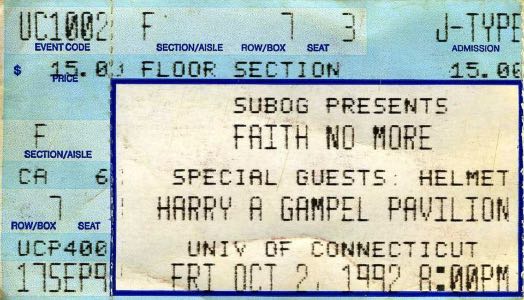 UC1002 F 7 3 J-TYPE
EVENT CODE SECTION/AISLE ROW/BOX SEAT ADMISSION
$ 15.00 FLOOR SECTION 15.00
PRICE
SUBOG PRESENTS
F FAITH NO MORE
SECTION/AISLE
CA 6 SPECIAL GUESTS: HELMET
7 HARRY A GAMPEL PAVILION
ROW/BOX SEAT
UCP400 UNIV OF CONNECTICUT
17SEP9 FRI OCT 2, 1992 8:00PM